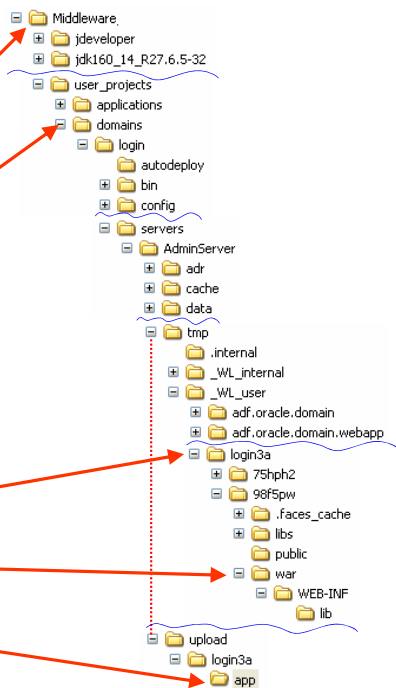 Middleware
jdeveloper
jdk160_14_R27.6.5-32
user_projects
applications
domains
login
autodeploy
bin
config
servers
AdminServer
adr
cache
data
tmp
.internal
_WL_internal
_WL_user
adf.oracle.domain
adf.oracle.domain.webapp
login3a
75hph2
98f5pw
.faces_cache
libs
public
war
WEB-INF
lib
upload
login3a
app